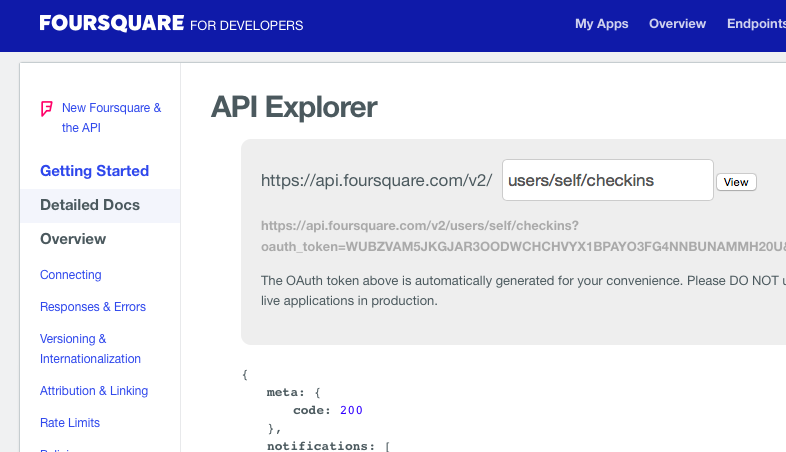 FOURSQUARE FOR DEVELOPERS
My Apps Overview Endpoints
New Foursquare &
the API
Getting Started
Detailed Docs
Overview
Connecting
Responses & Errors
Versioning &
Internationalization
Attribution & Linking
Rate Limits
API Explorer
https://api.foursquare.com/v2/ users/self/checkins View
https://api.foursquare.com/v2/users/self/checkins?
oauth_token=WUBZVAM5JKGJAR3OODWCHCHVYX1BPAYO3FG4NNBUNAMMH20U&
The OAuth token above is automatically generated for your convenience. Please DO NOT u
live applications in production.
{
meta: {
code: 200
},
notifications: [